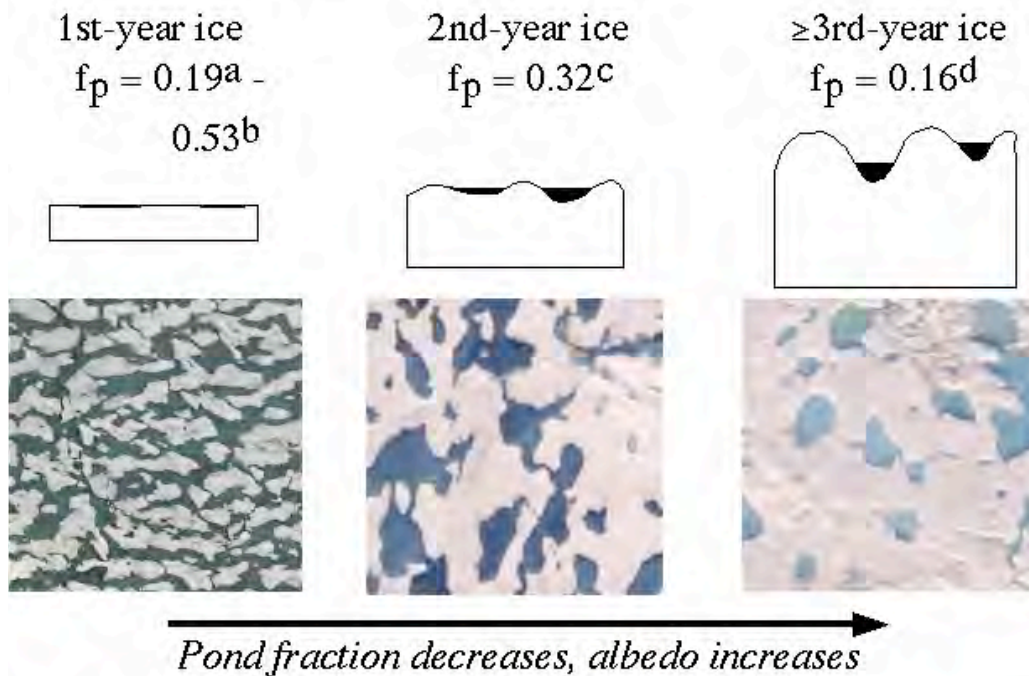 1st-year ice
fp = 0.19a -
0.53b
2nd-year ice
fp = 0.32c
≥3rd-year ice
fp = 0.16d
Pond fraction decreases, albedo increases